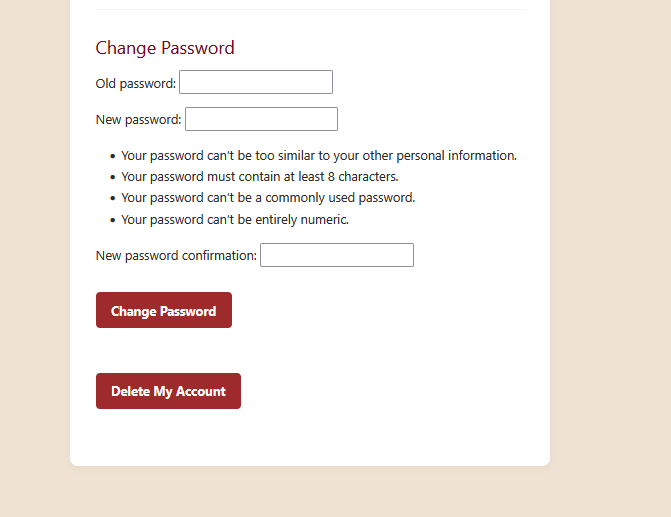 Change Password
Old password:
New password:
• Your password can't be too similar to your other personal information.
• Your password must contain at least 8 characters.
• Your password can't be a commonly used password.
• Your password can't be entirely numeric.
New password confirmation:
Change Password
Delete My Account